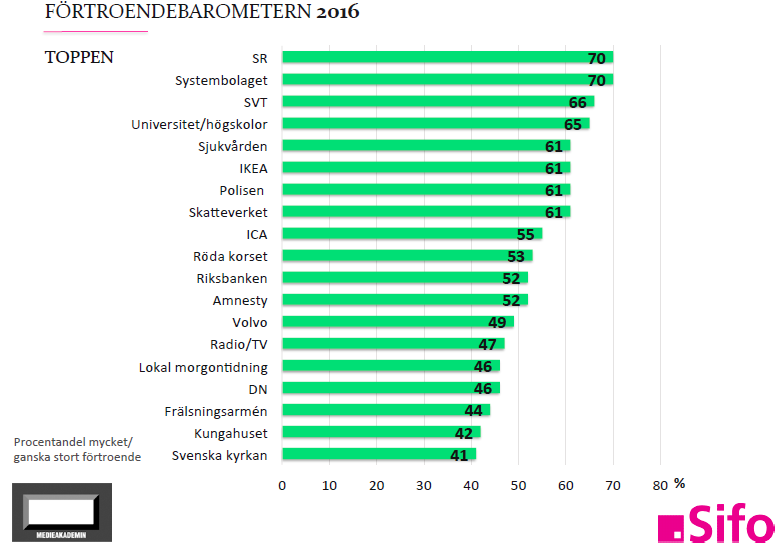 FÖRTROENDEBAROMETERN 2016
TOPPEN
SR 70
Systembolaget 70
SVT 66
Universitet/högskolor 65
Sjukvården 61
IKEA 61
Polisen 61
Skatteverket 61
ICA 55
Röda korset 53
Riksbanken 52
Amnesty 52
Volvo 49
Radio/TV 47
Lokal morgontidning 46
DN 46
Frälsningsarmén 44
Kungahuset 42
Svenska kyrkan 41
0 10 20 30 40 50 60 70 80 %
Procentandel mycket/
ganska stort förtroende
MEDIEAKADEMIN
Sifo